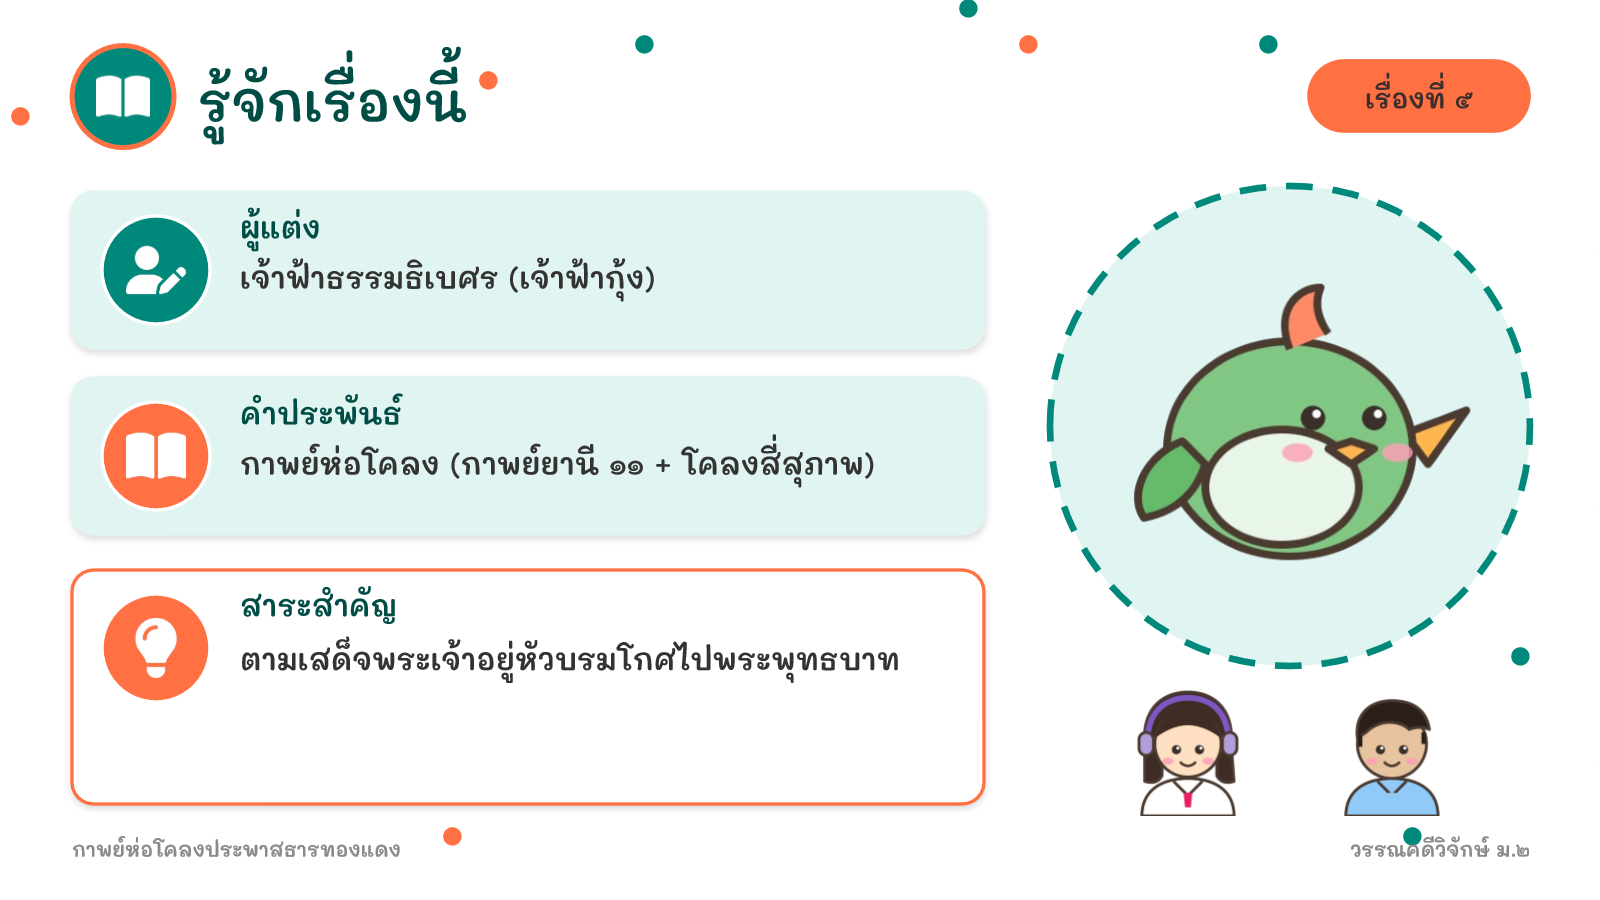 รู้จักเรื่องนี้
เรื่องที่ ๕
ผู้แต่ง
เจ้าฟ้าธรรมธิเบศร (เจ้าฟ้ากุ้ง)
คำประพันธ์
กาพย์ห่อโคลง (กาพย์ยานี ๑๑ + โคลงสี่สุภาพ)
สาระสำคัญ
ตามเสด็จพระเจ้าอยู่หัวบรมโกศไปพระพุทธบาท
กาพย์ห่อโคลงประพาสธารทองแดง
วรรณคดีวิจักษ์ ม.๒